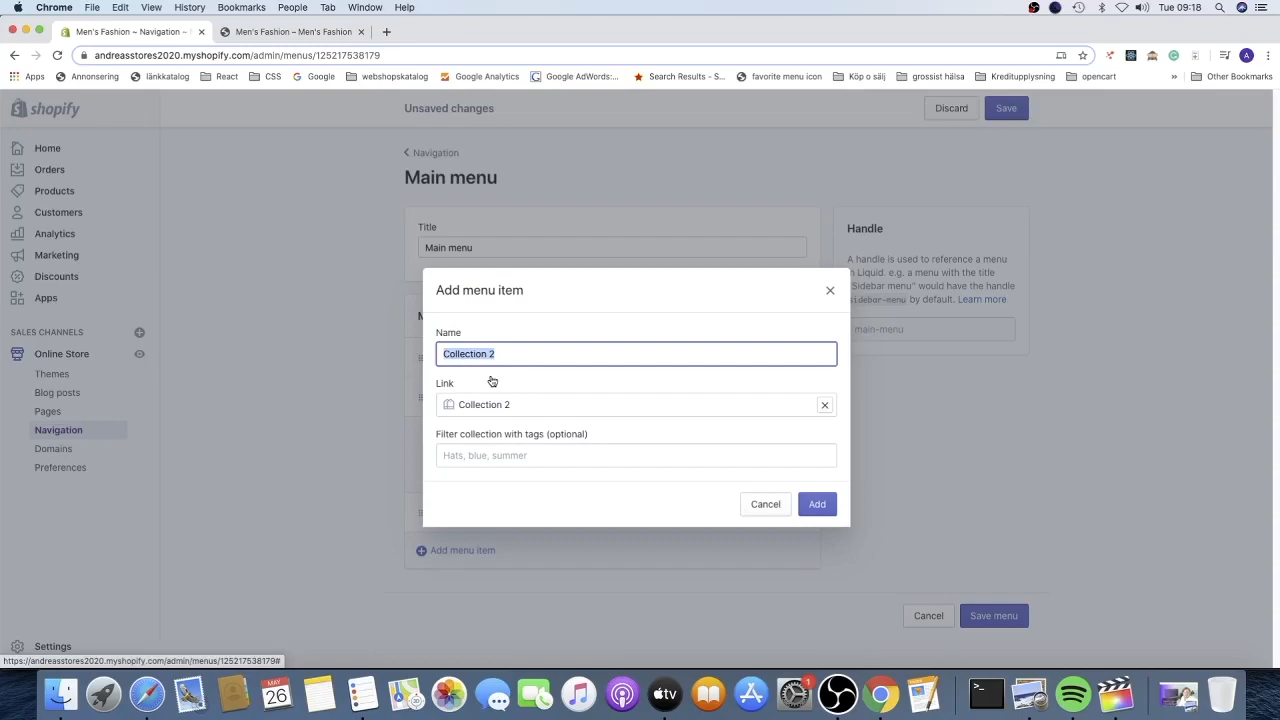 Chrome File Edit View History Bookmarks People Tab Window Help Tue 09:18
Men's Fashion ~ Navigation ~ Men's Fashion – Men's Fashion
andreasstores2020.myshopify.com/admin/menus/125217538179
Apps Annonsering länkkatalog React CSS Google webshopskatalog Google Analytics Google AdWords:... Search Results - S... favorite menu icon Köp o sälj grossist hälsa Kreditupplysning opencart » Other Bookmarks
shopify
Unsaved changes
Discard
Save
Home
Orders
Products
Customers
Analytics
Marketing
Discounts
Apps
SALES CHANNELS
Online Store
Themes
Blog posts
Pages
Navigation
Domains
Preferences
Settings
Navigation
Main menu
Title
Main menu
Handle
A handle is used to reference a menu
in Liquid. e.g. a menu with the title
"Sidebar menu" would have the handle
sidebar-menu by default. Learn more
main-menu
Add menu item
Name
Collection 2
Link
Collection 2
Filter collection with tags (optional)
Hats, blue, summer
Cancel
Add
Add menu item
Cancel
Save menu
https://andreasstores2020.myshopify.com/admin/menus/125217538179#
MAY
26
tv
1